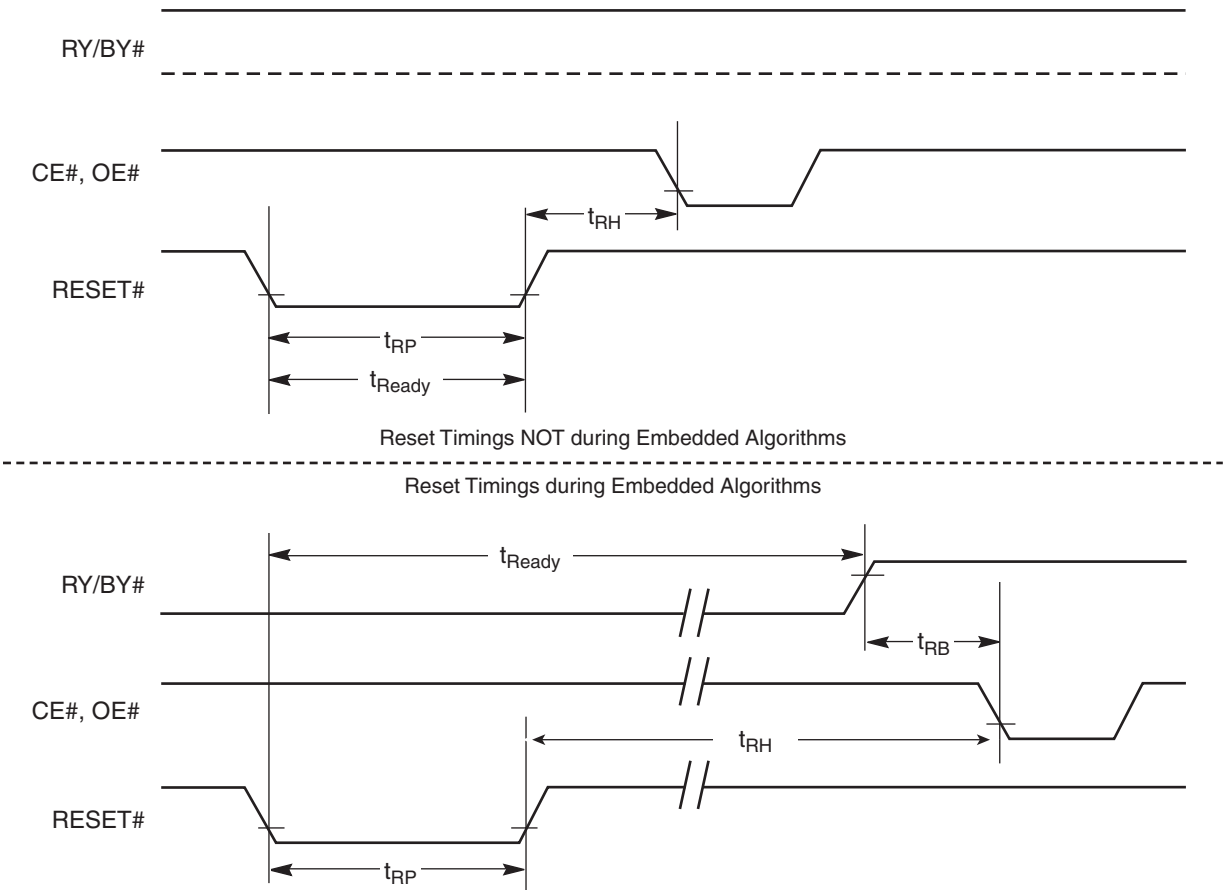 RY/BY#
CE#, OE#
tRH
RESET#
tRP
tReady
Reset Timings NOT during Embedded Algorithms
Reset Timings during Embedded Algorithms
tReady
RY/BY#
tRB
CE#, OE#
tRH
RESET#
tRP